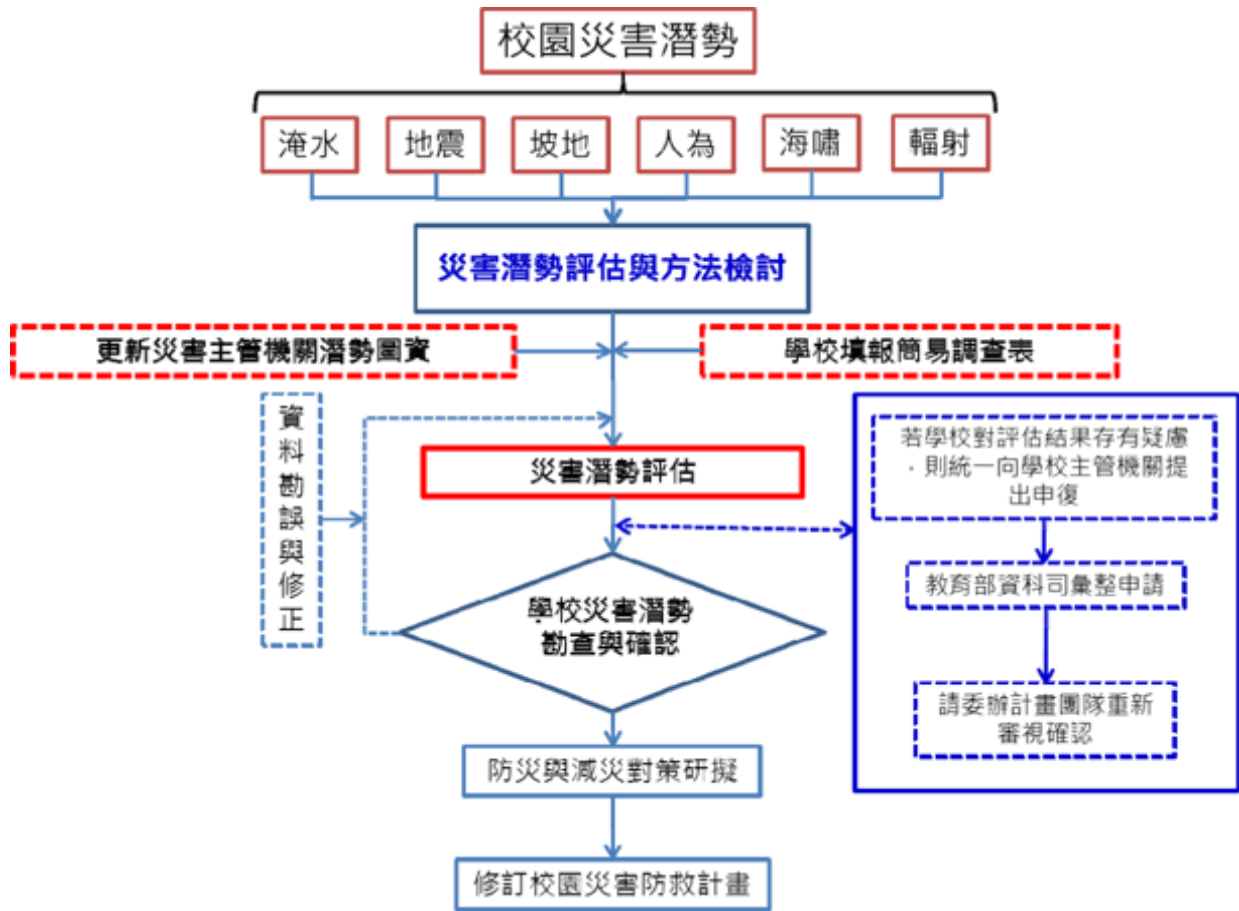 校園災害潛勢
淹水
地震
坡地
人為
海嘯
輻射
災害潛勢評估與方法檢討
更新災害主管機關潛勢圖資
學校填報簡易調查表
資料勘誤與修正
災害潛勢評估
若學校對評估結果存有疑慮
，則統一向學校主管機關提
出申復
教育部資科司彙整申請
請委辦計畫團隊重新
審視確認
學校災害潛勢
勘查與確認
防災與減災對策研擬
修訂校園災害防救計畫